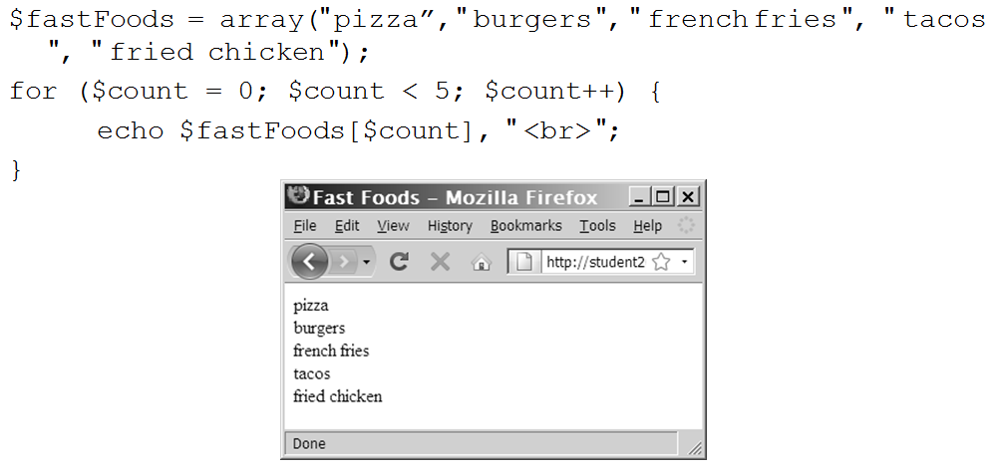 $fastFoods = array("pizza”,"burgers","french fries", "tacos
", "fried chicken");
for ($count = 0; $count < 5; $count++) {
echo $fastFoods[$count], "<br>";
}
Fast Foods - Mozilla Firefox
File Edit View History Bookmarks Tools Help
http://student2
pizza
burgers
french fries
tacos
fried chicken
Done